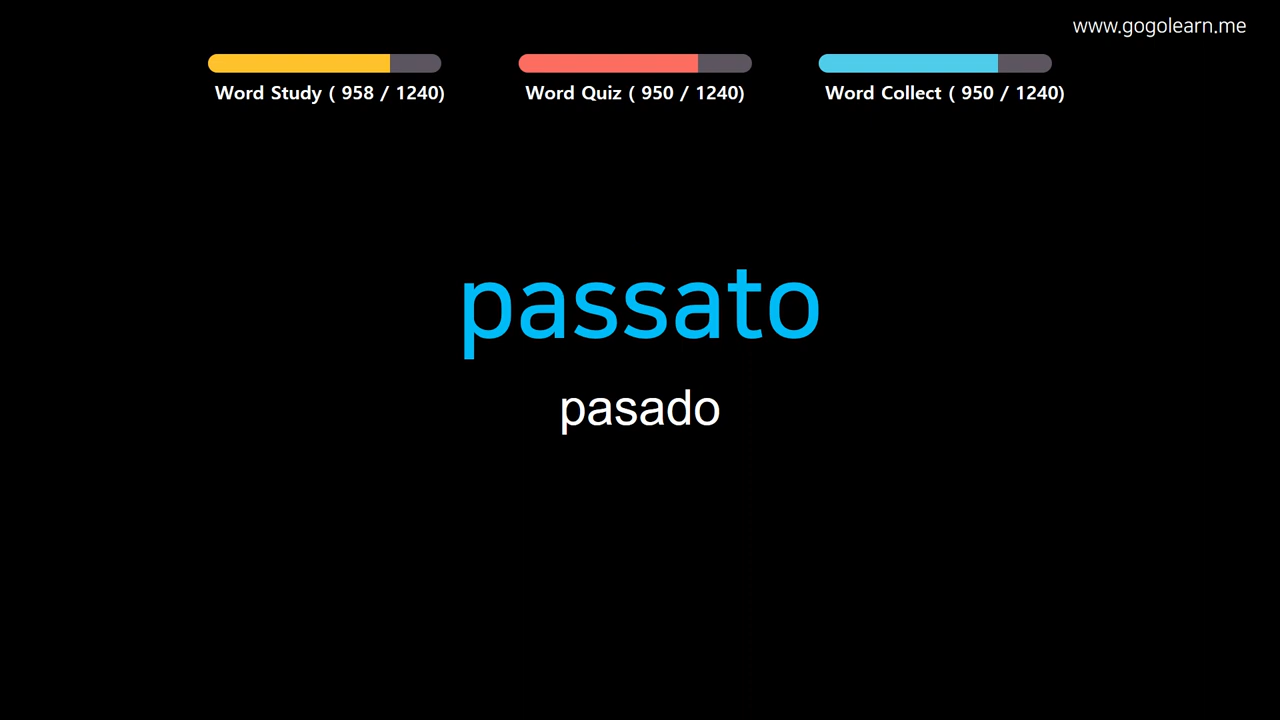 www.gogolearn.me
Word Study ( 958 / 1240)
Word Quiz ( 950 / 1240)
Word Collect ( 950 / 1240)
passato
pasado